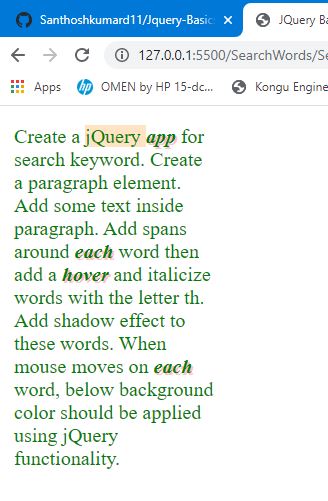 Santhoshkumard11/Jquery-Basic
jQuery Ba
127.0.0.1:5500/SearchWords/Se
Apps
OMEN by HP 15-dc...
Kongu Engine
Create a jQuery app for
search keyword. Create
a paragraph element.
Add some text inside
paragraph. Add spans
around each word then
add a hover and italicize
words with the letter th.
Add shadow effect to
these words. When
mouse moves on each
word, below background
color should be applied
using jQuery
functionality.